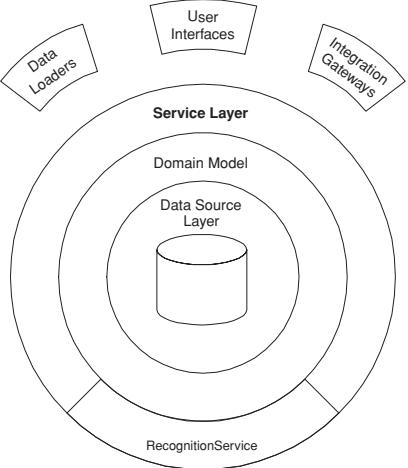 User
Interfaces
Data
Loaders
Integration
Gateways
Service Layer
Domain Model
Data Source
Layer
RecognitionService